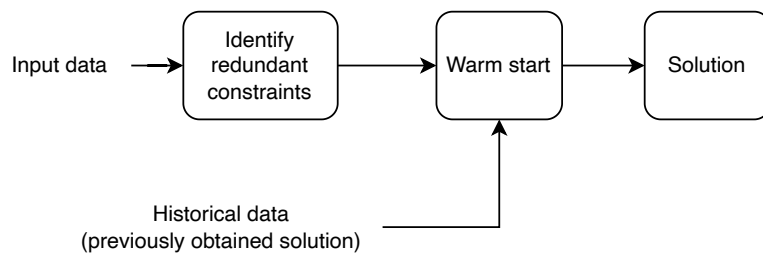 Input data
Identify
redundant
constraints
Warm start
Solution
Historical data
(previously obtained solution)